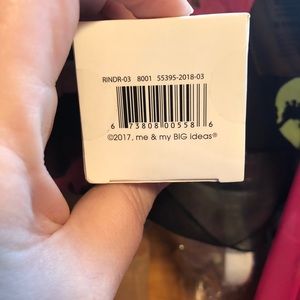 RINDR-03 8001 55395-2018-03
6 73808 00558 6
©2017, me & my BIG ideas®